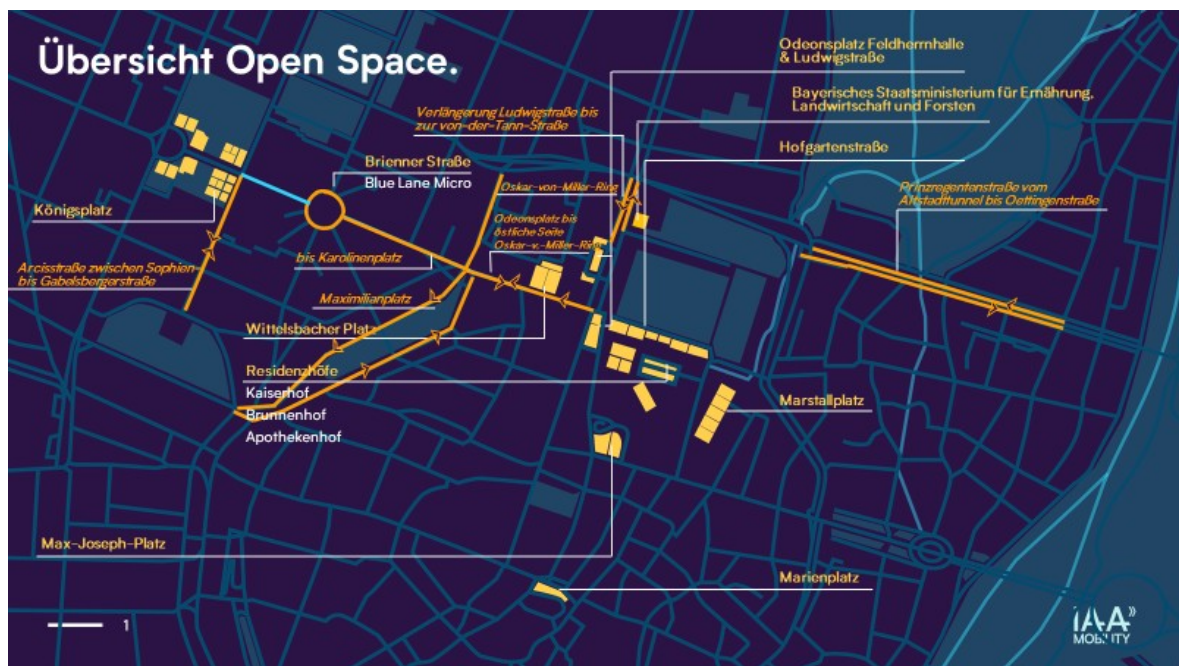 Übersicht Open Space.
Odeonsplatz Feldherrnhalle
& Ludwigstraße
Bayerisches Staatsministerium für Ernährung,
Landwirtschaft und Forsten
Verlängerung Ludwigstraße bis
zur von-der-Tann-Straße
Hofgartenstraße
Brienner Straße
Blue Lane Micro
Oskar-von-Miller-Ring
Prinzregentenstraße vom
Altstadttunnel bis Oettingenstraße
Königsplatz
Odeonsplatz bis
östliche Seite
Oskar-v.-Miller-Ring
bis Karolinenplatz
Arcisstraße zwischen Sophien-
bis Gabelsbergerstraße
Maximilianplatz
Wittelsbacher Platz
Residenzhöfe
Kaiserhof
Brunnenhof
Apothekenhof
Marstallplatz
Max-Joseph-Platz
Marienplatz
1
IAA
MOBILITY